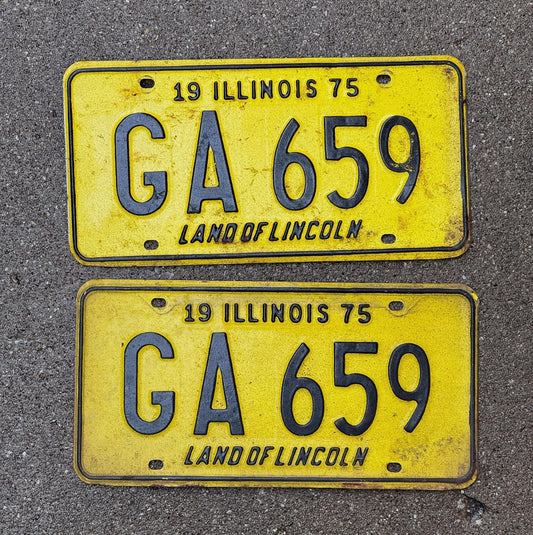 19 ILLINOIS 75
GA 659
LAND OF LINCOLN
19 ILLINOIS 75
GA 659
LAND OF LINCOLN